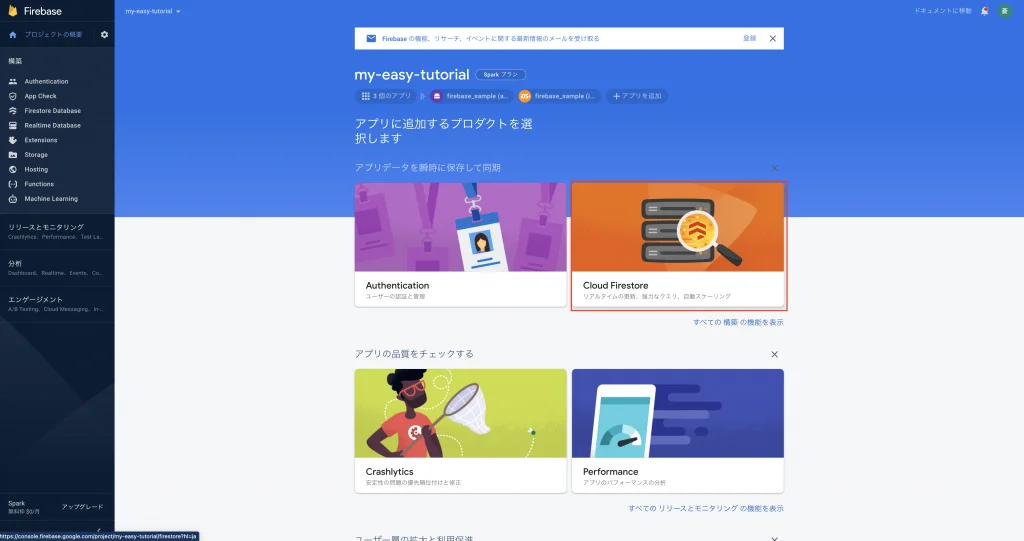 Firebase
my-easy-tutorial
ドキュメントに移動
プロジェクトの概要
構築
Authentication
App Check
Firestore Database
Realtime Database
Extensions
Storage
Hosting
Functions
Machine Learning
リリースとモニタリング
Crashlytics、Performance、Test La...
分析
Dashboard、Realtime、Events、Co...
エンゲージメント
A/B Testing、Cloud Messaging、In-...
Spark
無料枠 $0/月
アップグレード
Firebase の機能、リサーチ、イベントに関する最新情報のメールを受け取る
登録
my-easy-tutorial
Spark プラン
3 個のアプリ
firebase_sample (a...
iOS+
firebase_sample (i...
アプリを追加
アプリに追加するプロダクトを選
択します
アプリデータを瞬時に保存して同期
Authentication
ユーザーの認証と管理
Cloud Firestore
リアルタイムの更新、強力なクエリ、自動スケーリング
すべての 構築 の機能を表示
アプリの品質をチェックする
Crashlytics
安定性の問題の優先順位付けと修正
Performance
アプリのパフォーマンスの分析
すべての リリースとモニタリング の機能を表示
ユーザー層の拡大と利用促進
https://console.firebase.google.com/project/my-easy-tutorial/firestore?hl=ja